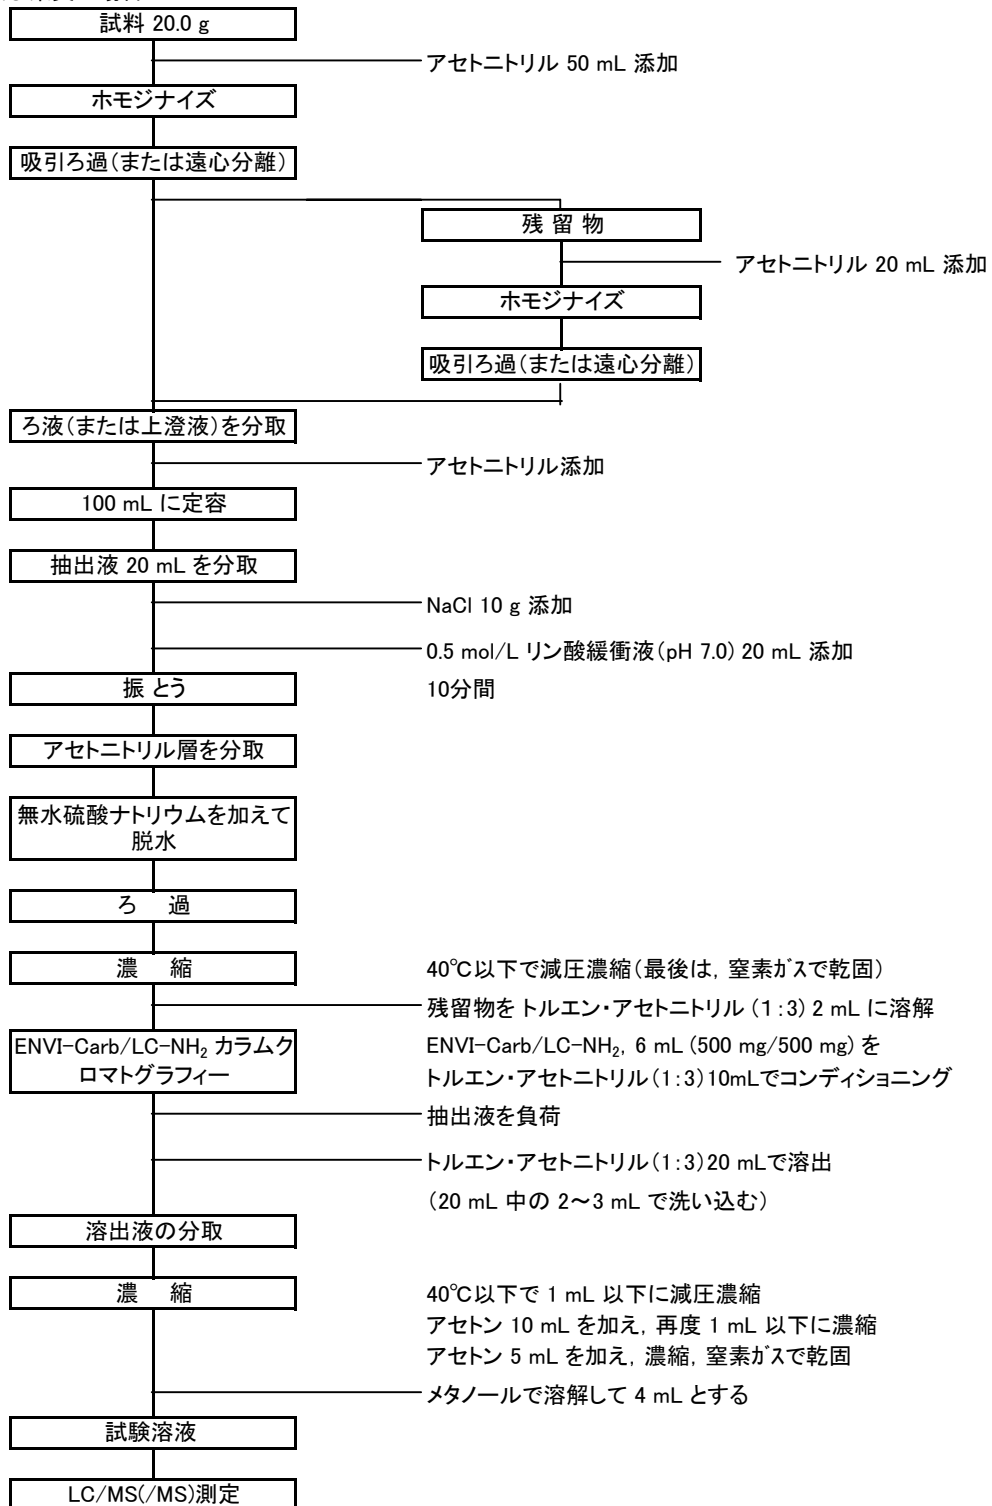 試料 20.0 g
アセトニトリル 50 mL 添加
ホモジナイズ
吸引ろ過(または遠心分離)
残 留 物
アセトニトリル 20 mL 添加
ホモジナイズ
吸引ろ過(または遠心分離)
ろ液(または上澄液)を分取
アセトニトリル添加
100 mL に定容
抽出液 20 mL を分取
NaCl 10 g 添加
0.5 mol/L リン酸緩衝液(pH 7.0) 20 mL 添加
振 とう
10分間
アセトニトリル層を分取
無水硫酸ナトリウムを加えて
脱水
ろ 過
濃 縮
40℃以下で減圧濃縮(最後は, 窒素ガスで乾固)
残留物をトルエン・アセトニトリル (1:3) 2 mL に溶解
ENVI-Carb/LC-NH₂ カラムク
ロマトグラフィー
ENVI-Carb/LC-NH₂, 6 mL (500 mg/500 mg) を
トルエン・アセトニトリル(1:3)10mLでコンディショニング
抽出液を負荷
トルエン・アセトニトリル(1:3)20 mLで溶出
(20 mL 中の 2~3 mL で洗い込む)
溶出液の分取
濃 縮
40℃以下で 1 mL 以下に減圧濃縮
アセトン 10 mL を加え, 再度 1 mL 以下に濃縮
アセトン 5 mL を加え, 濃縮, 窒素ガスで乾固
メタノールで溶解して 4 mL とする
試験溶液
LC/MS(/MS)測定